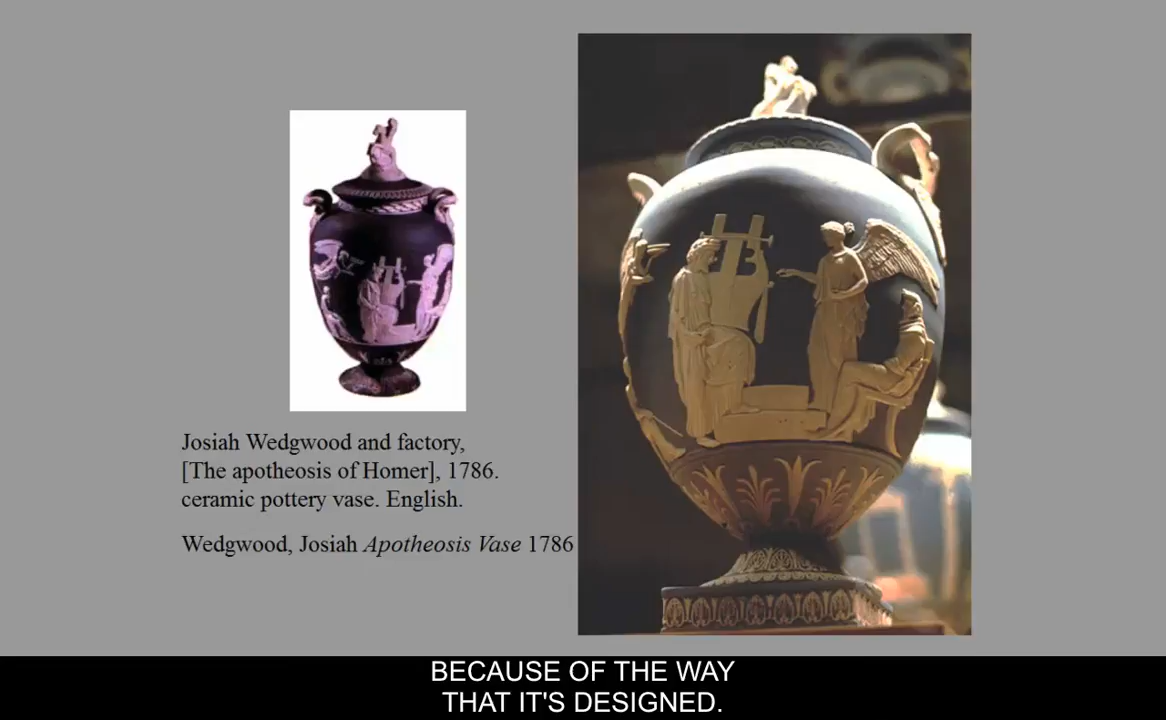 Josiah Wedgwood and factory,
[The apotheosis of Homer], 1786.
ceramic pottery vase. English.
Wedgwood, Josiah Apotheosis Vase 1786
BECAUSE OF THE WAY
THAT IT'S DESIGNED.